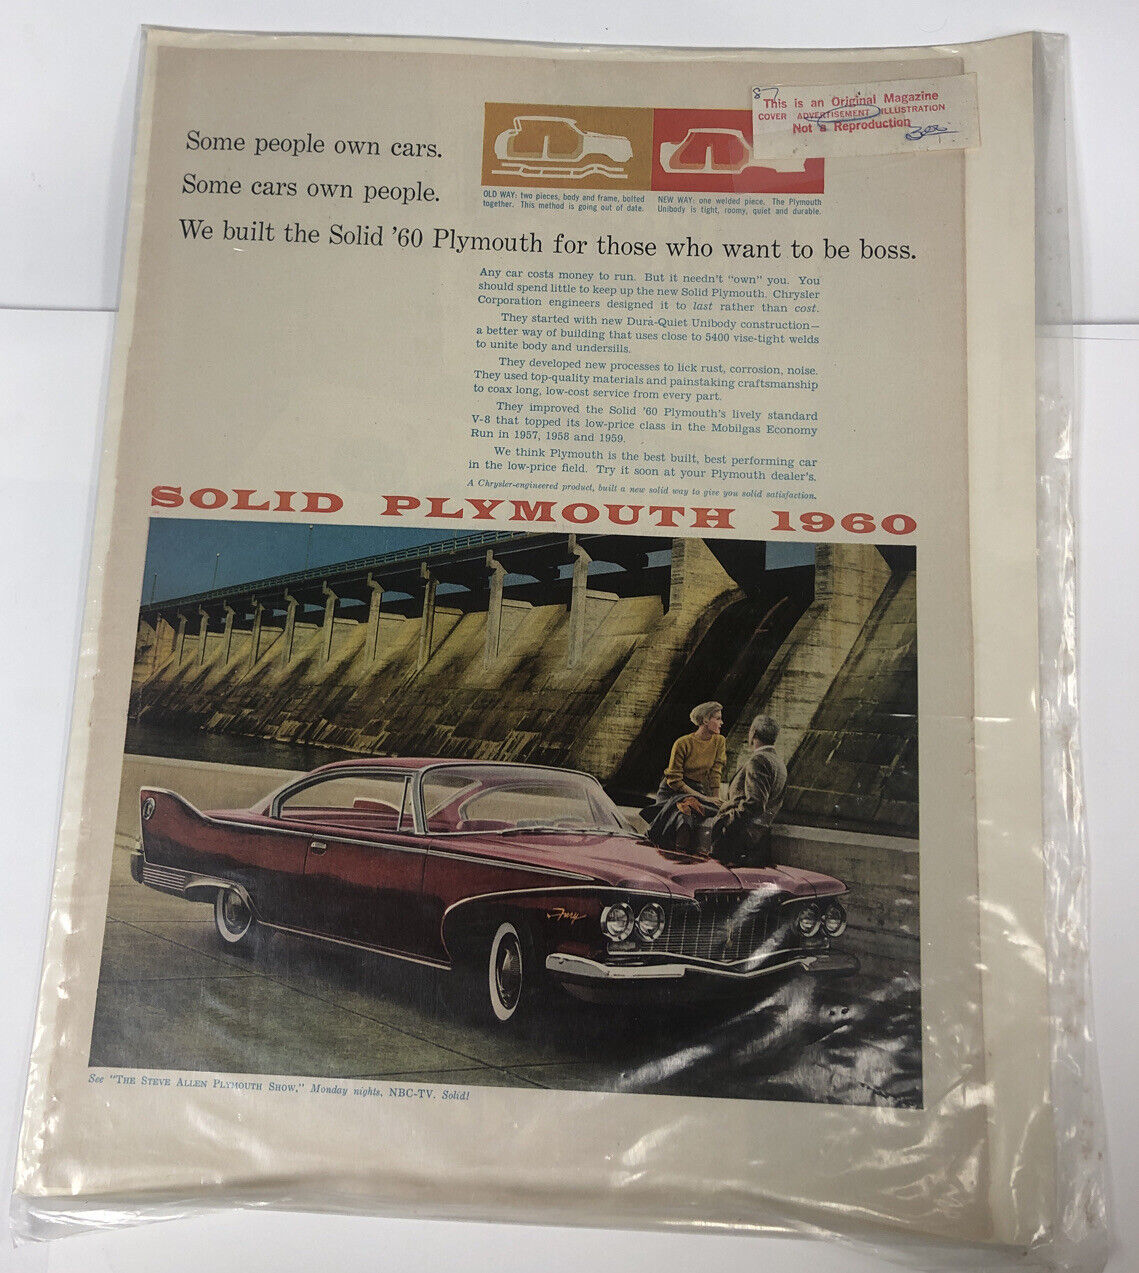 87
This is an Original Magazine
COVER ADVERTISEMENT ILLUSTRATION
Not a Reproduction
Some people own cars.
Some cars own people.
OLD WAY: two pieces, body and frame, bolted
together. This method is going out of date.
NEW WAY: one welded piece. The Plymouth
Unibody is tight, roomy, quiet and durable.
We built the Solid ’60 Plymouth for those who want to be boss.
Any car costs money to run. But it needn’t “own” you. You
should spend little to keep up the new Solid Plymouth. Chrysler
Corporation engineers designed it to last rather than cost.
They started with new Dura-Quiet Unibody construction—
a better way of building that uses close to 5400 vise-tight welds
to unite body and undersills.
They developed new processes to lick rust, corrosion, noise.
They used top-quality materials and painstaking craftsmanship
to coax long, low-cost service from every part.
They improved the Solid ’60 Plymouth’s lively standard
V-8 that topped its low-price class in the Mobilgas Economy
Run in 1957, 1958 and 1959.
We think Plymouth is the best built, best performing car
in the low-price field. Try it soon at your Plymouth dealer’s.
A Chrysler-engineered product, built a new solid way to give you solid satisfaction.
SOLID PLYMOUTH 1960
Fury
See “THE STEVE ALLEN PLYMOUTH SHOW,” Monday nights, NBC-TV. Solid!